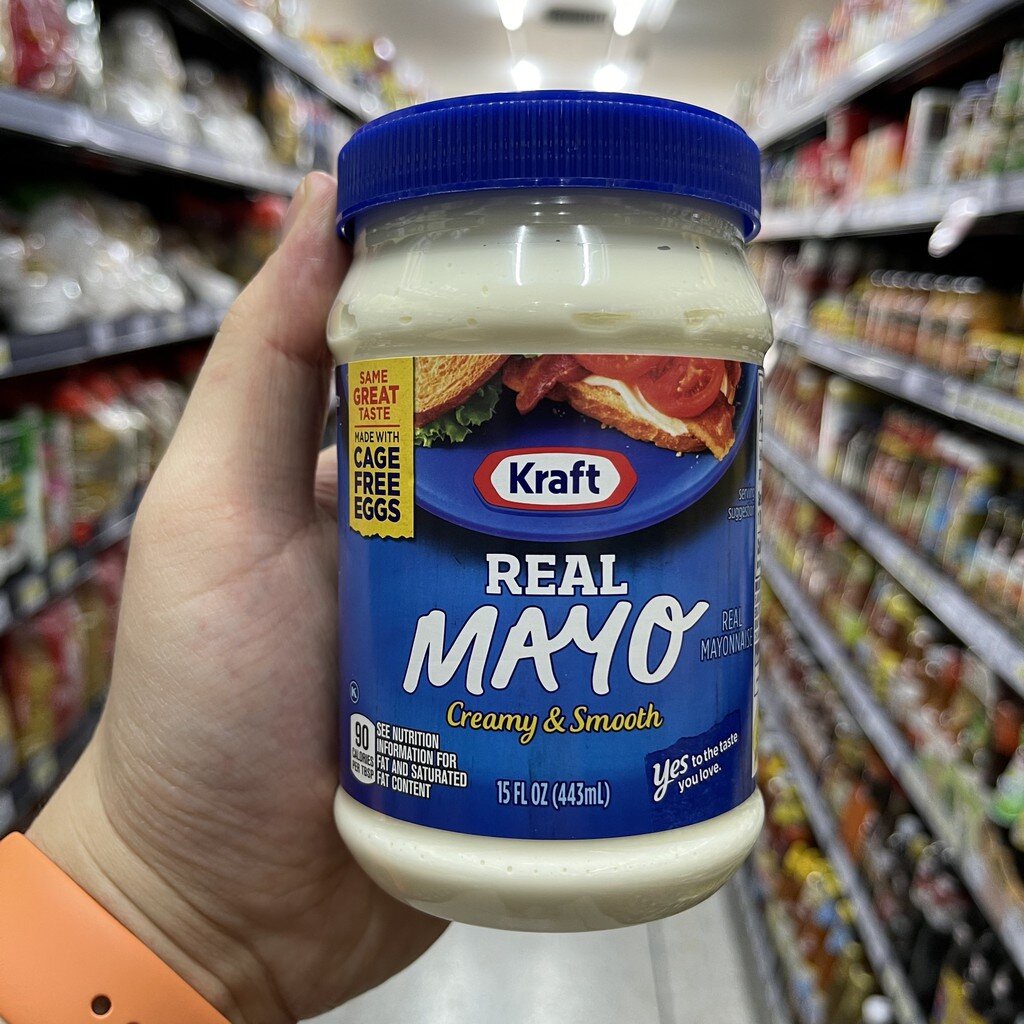 SAME
GREAT
TASTE
MADE WITH
CAGE
FREE
EGGS
Kraft
serving
suggestion
REAL
MAYO
REAL
MAYONNAISE
Creamy & Smooth
K
90
CALORIES
PER TBSP
SEE NUTRITION
INFORMATION FOR
FAT AND SATURATED
FAT CONTENT
15 FL OZ (443mL)
yes to the taste
you love.